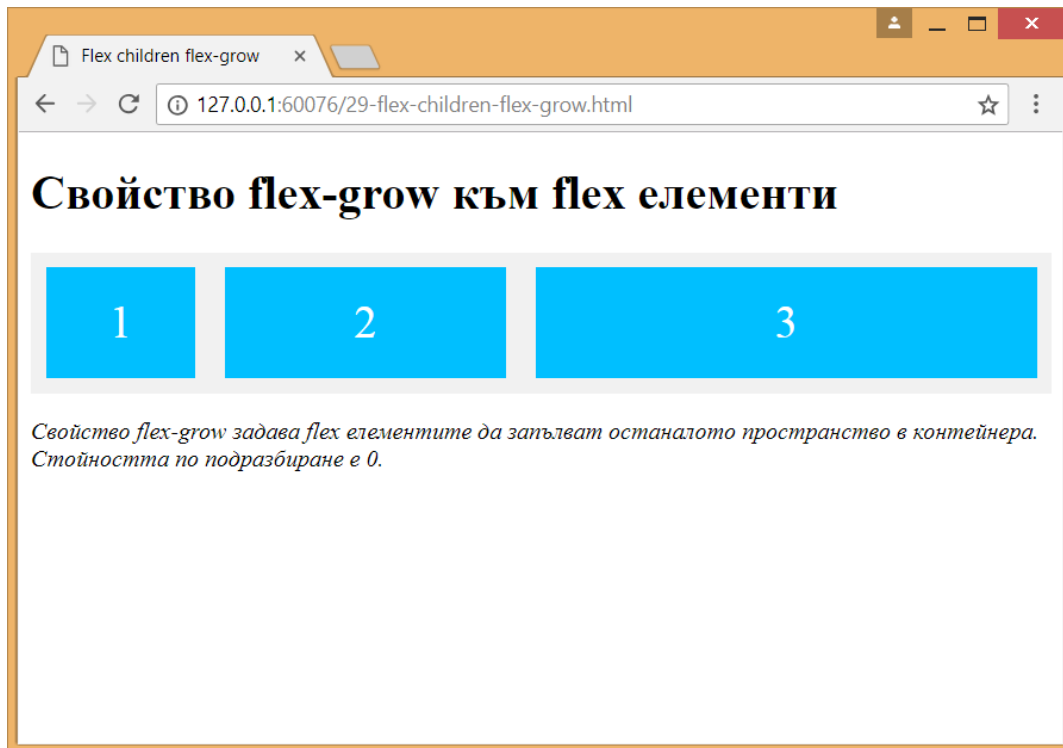 Flex children flex-grow
127.0.0.1:60076/29-flex-children-flex-grow.html
Свойство flex-grow към flex елементи
1 2 3
Свойство flex-grow задава flex елементите да запълват останалото пространство в контейнера.
Стойността по подразбиране е 0.